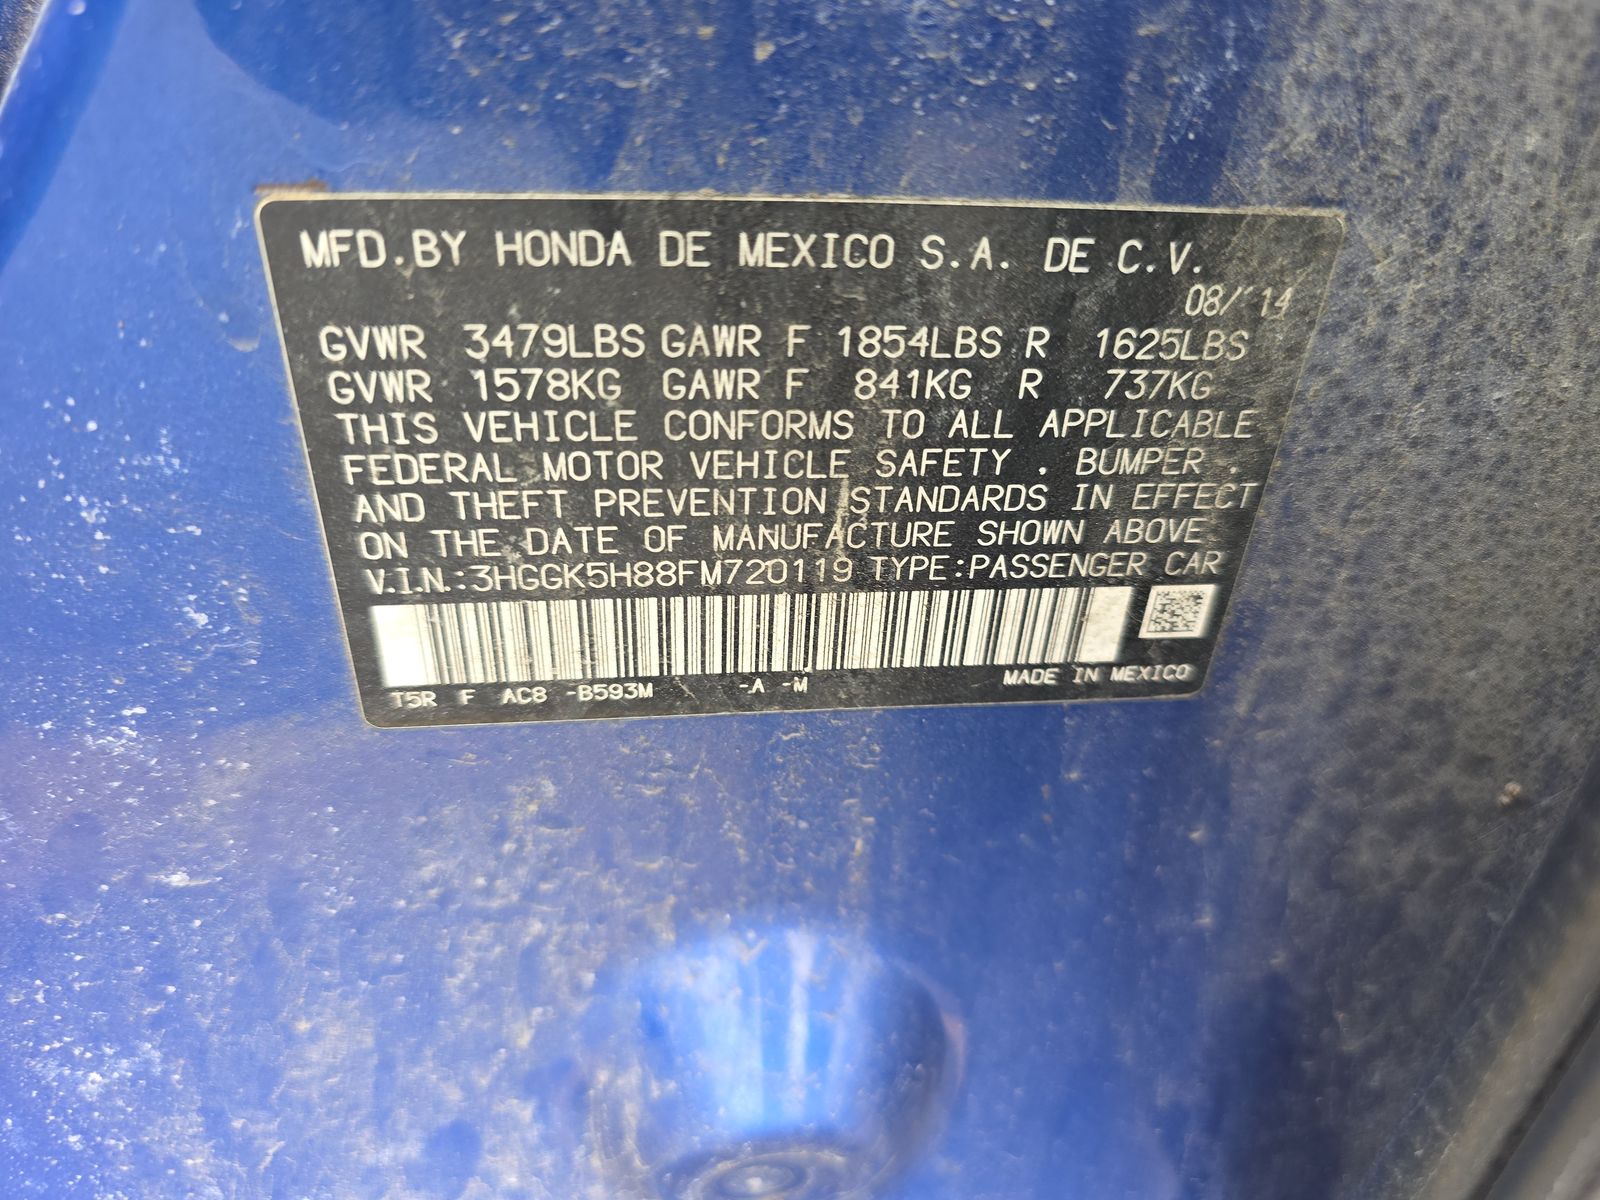 MFD.BY HONDA DE MEXICO S.A. DE C.V.
08/'14
GVWR 3479LBS GAWR F 1854LBS R 1625LBS
GVWR 1578KG GAWR F 841KG R 737KG
THIS VEHICLE CONFORMS TO ALL APPLICABLE
FEDERAL MOTOR VEHICLE SAFETY . BUMPER .
AND THEFT PREVENTION STANDARDS IN EFFECT
ON THE DATE OF MANUFACTURE SHOWN ABOVE
V.I.N.:3HGGK5H88FM720119 TYPE:PASSENGER CAR
T5R F AC8 -B593M -A -M MADE IN MEXICO